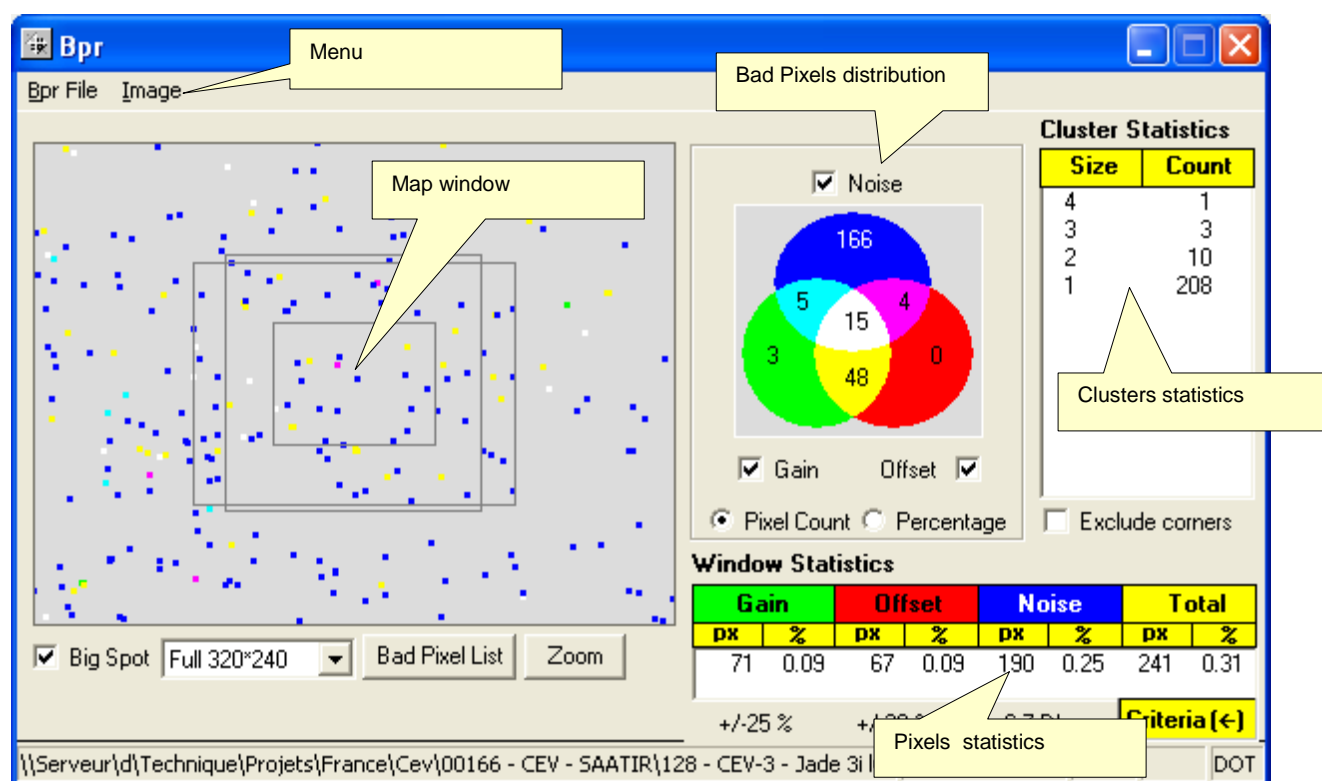 Bpr
Menu
Bad Pixels distribution
Bpr File Image
Map window
Noise
166
5 4
15
3 0
48
Gain Offset
Pixel Count Percentage
Cluster Statistics
Size Count
4 1
3 3
2 10
1 208
Clusters statistics
Exclude corners
Big Spot Full 320*240 Bad Pixel List Zoom
Window Statistics
Gain Offset Noise Total
px % px % px % px %
71 0.09 67 0.09 190 0.25 241 0.31
+/-25 % Criteria (←)
Pixels statistics
\\Serveur\d\Technique\Projets\France\Cev\00166 - CEV - SAATIR\128 - CEV-3 - Jade 3i DOT